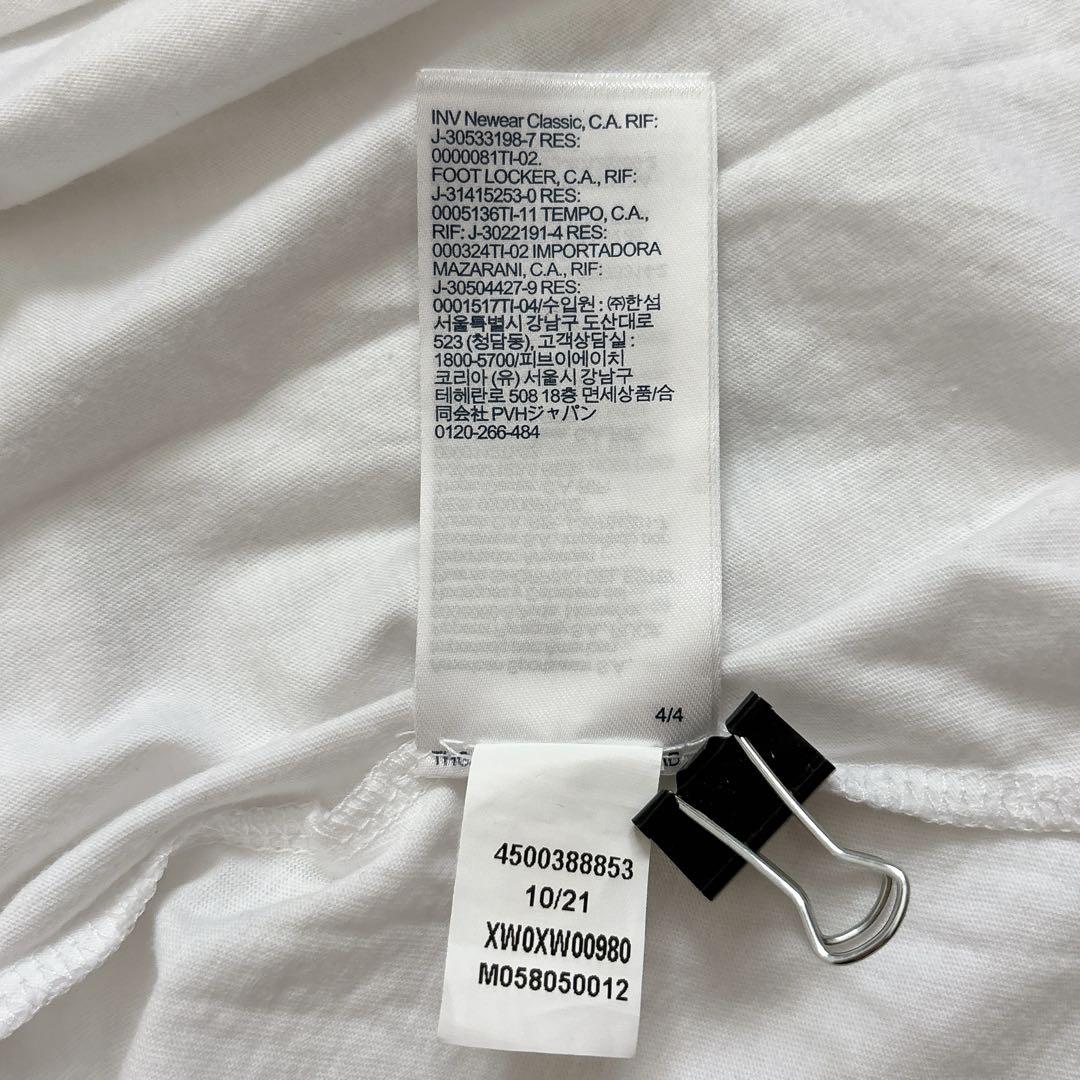 INV Newear Classic, C.A. RIF:
J-30533198-7 RES:
0000081TI-02.
FOOT LOCKER, C.A., RIF:
J-31415253-0 RES:
0005136TI-11 TEMPO, C.A.,
RIF: J-3022191-4 RES:
000324TI-02 IMPORTADORA
MAZARANI, C.A., RIF:
J-30504427-9 RES:
0001517TI-04/수입원 : ㈜한섬
서울특별시 강남구 도산대로
523 (청담동), 고객상담실 :
1800-5700/피브이에이치
코리아 (유) 서울시 강남구
테헤란로 508 18층 면세상품/合
同会社 PVHジャパン
0120-266-484
4/4
4500388853
10/21
XW0XW00980
M058050012